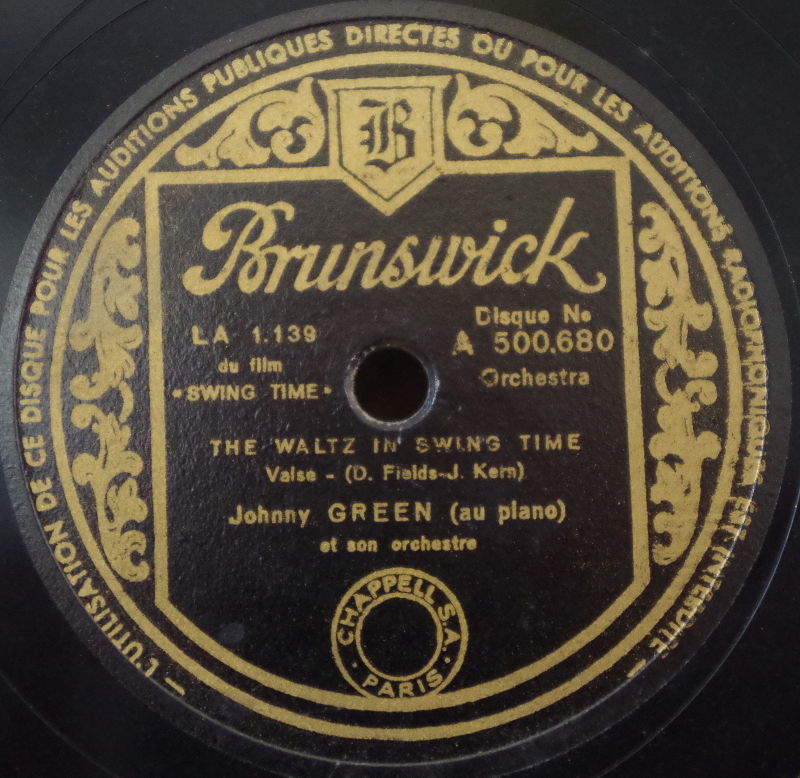 — L'UTILISATION DE CE DISQUE POUR LES AUDITIONS PUBLIQUES DIRECTES OU POUR LES AUDITIONS RADIOPHONIQUES EST INTERDITE —
B
Brunswick
LA 1.139
Disque No
A 500.680
du film
"SWING TIME"
Orchestra
THE WALTZ IN SWING TIME
Valse - (D. Fields-J. Kern)
Johnny GREEN (au piano)
et son orchestre
CHAPPELL S.A.
· PARIS ·